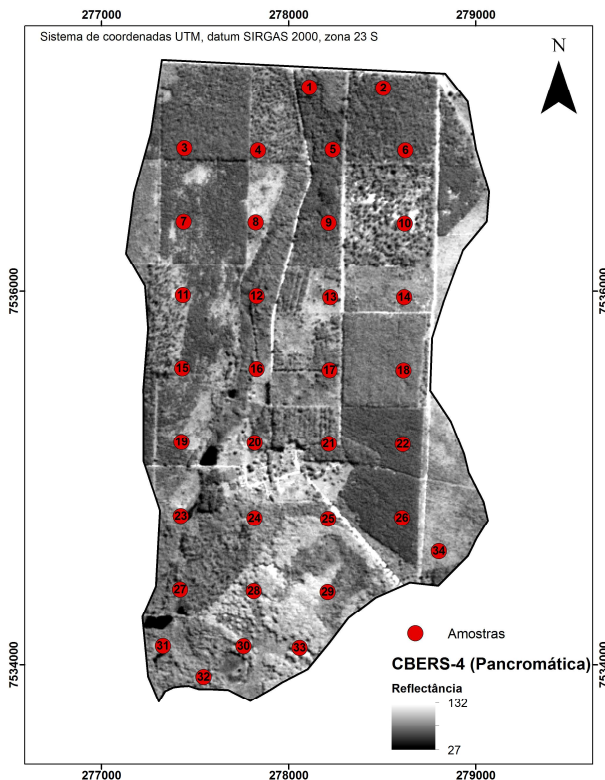 277000 278000 279000
Sistema de coordenadas UTM, datum SIRGAS 2000, zona 23 S
N
1 2
3 4 5 6
7 8 9 10
7536000 7536000
11 12 13 14
15 16 17 18
19 20 21 22
23 24 25 26
34
27 28 29
Amostras
31 30 33
CBERS-4 (Pancromática)
7534000 7534000
32
Reflectância
132
27
277000 278000 279000